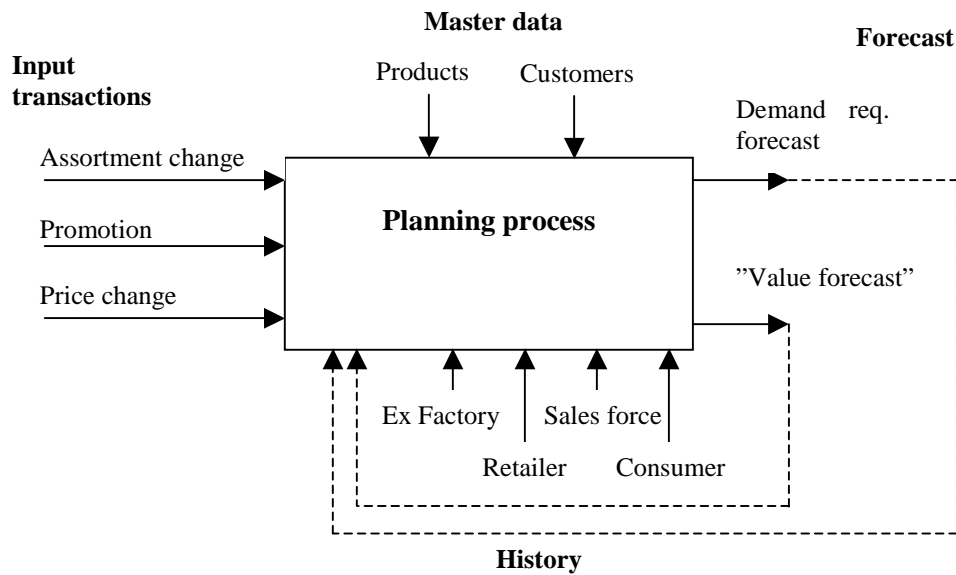 Master data
Forecast
Input
transactions
Products
Customers
Demand req.
forecast
Assortment change
Promotion
Planning process
Price change
”Value forecast”
Ex Factory
Sales force
Retailer
Consumer
History